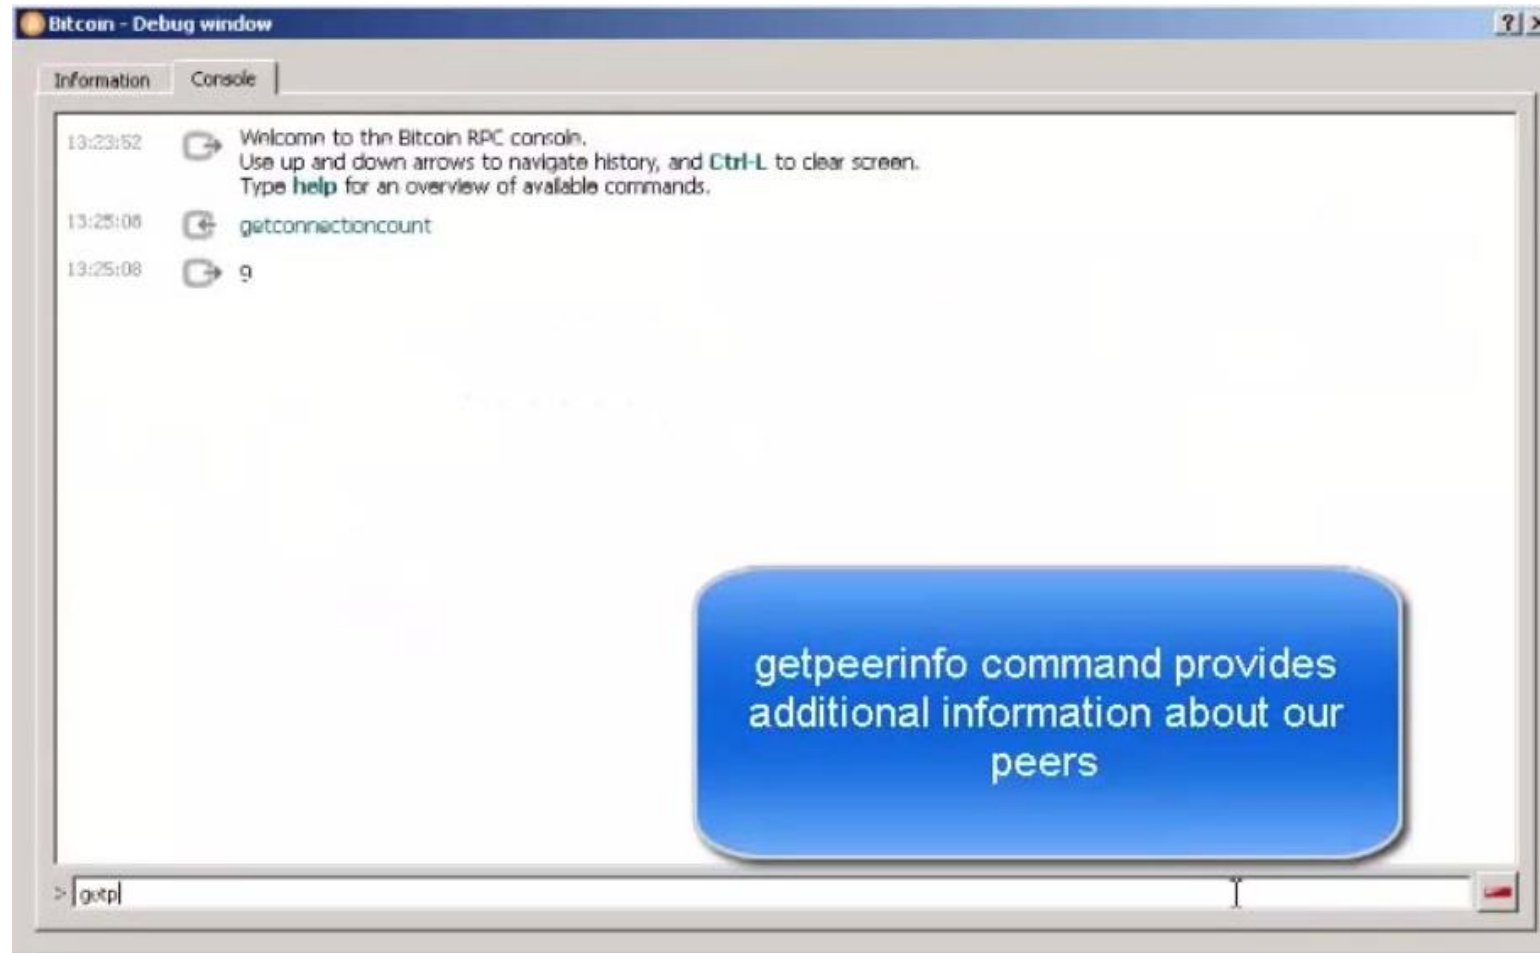 Bitcoin - Debug window
Information Console
13:23:52 Welcome to the Bitcoin RPC console.
Use up and down arrows to navigate history, and Ctrl-L to clear screen.
Type help for an overview of available commands.
13:25:08 getconnectioncount
13:25:08 9
getpeerinfo command provides
additional information about our
peers
> getp